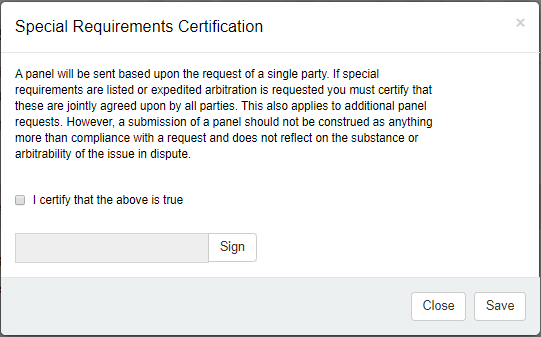 Special Requirements Certification ×
A panel will be sent based upon the request of a single party. If special
requirements are listed or expedited arbitration is requested you must certify that
these are jointly agreed upon by all parties. This also applies to additional panel
requests. However, a submission of a panel should not be construed as anything
more than compliance with a request and does not reflect on the substance or
arbitrability of the issue in dispute.
I certify that the above is true
Sign
Close Save